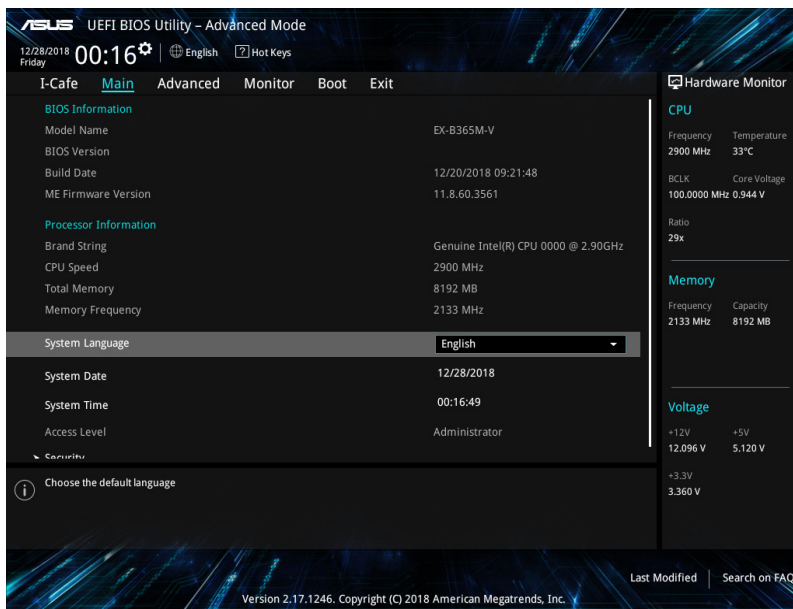 ASUS UEFI BIOS Utility – Advanced Mode
12/28/2018
Friday
00:16
English
? Hot Keys
I-Cafe Main Advanced Monitor Boot Exit
BIOS Information
Model Name EX-B365M-V
BIOS Version
Build Date 12/20/2018 09:21:48
ME Firmware Version 11.8.60.3561
Processor Information
Brand String Genuine Intel(R) CPU 0000 @ 2.90GHz
CPU Speed 2900 MHz
Total Memory 8192 MB
Memory Frequency 2133 MHz
System Language English
System Date 12/28/2018
System Time 00:16:49
Access Level Administrator
Security
i Choose the default language
Hardware Monitor
CPU
Frequency Temperature
2900 MHz 33°C
BCLK Core Voltage
100.0000 MHz 0.944 V
Ratio
29x
Memory
Frequency Capacity
2133 MHz 8192 MB
Voltage
+12V +5V
12.096 V 5.120 V
+3.3V
3.360 V
Last Modified Search on FAQ
Version 2.17.1246. Copyright (C) 2018 American Megatrends, Inc.